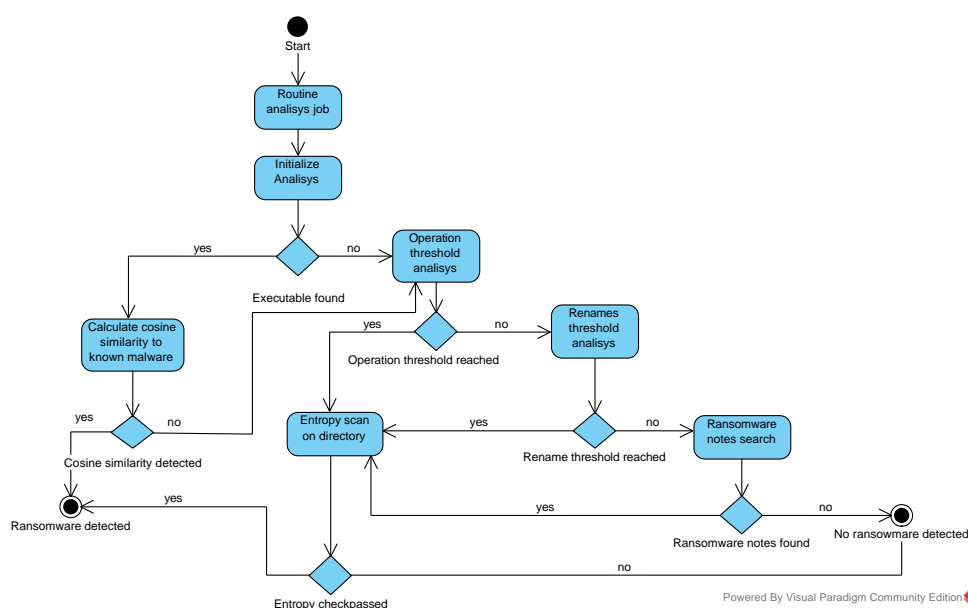 Start
Routine
analisys job
Initialize
Analisys
yes
no
Operation
threshold
analisys
Executable found
Calculate cosine
similarity to
known malware
yes
no
Operation threshold reached
Renames
threshold
analisys
yes
no
Cosine similarity detected
Entropy scan
on directory
yes
no
Rename threshold reached
Ransomware
notes search
yes
Ransomware detected
yes
no
Ransomware notes found
No ransowmare detected
no
Entropy checkpassed
Powered By Visual Paradigm Community Edition